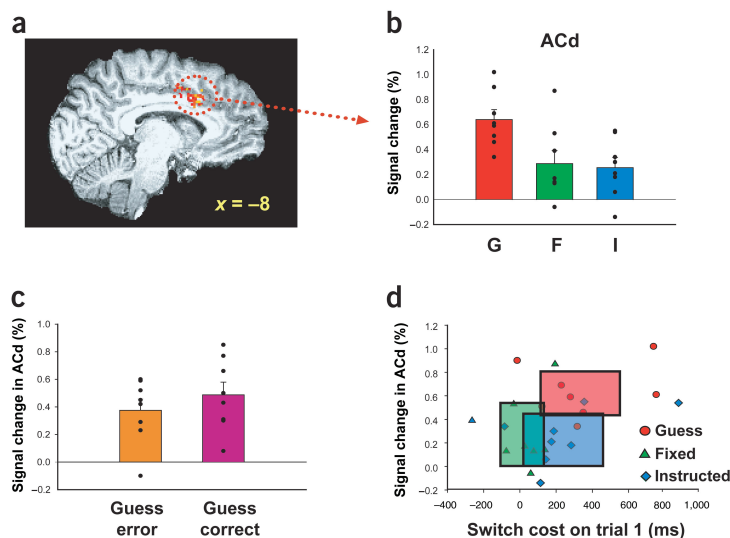 a
x = –8
b
ACd
Signal change (%)
1.2
1.0
0.8
0.6
0.4
0.2
0.0
–0.2
G F I
c
Signal change in ACd (%)
1.0
0.8
0.6
0.4
0.2
0.0
–0.2
Guess error
Guess correct
d
Signal change in ACd (%)
1.2
1.0
0.8
0.6
0.4
0.2
0.0
–0.2
–400 –200 0 200 400 600 800 1,000
Guess
Fixed
Instructed
Switch cost on trial 1 (ms)